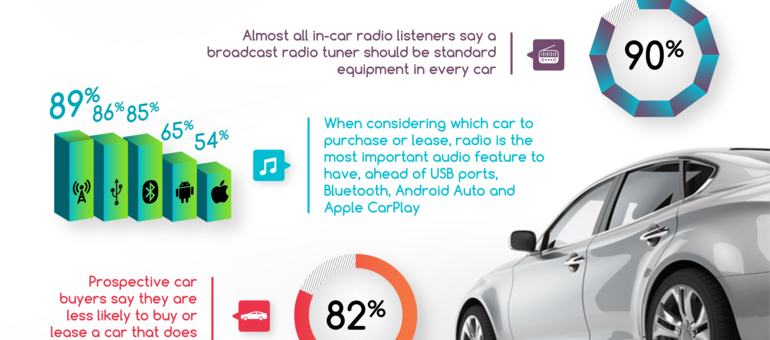 Almost all in-car radio listeners say a
broadcast radio tuner should be standard
equipment in every car
90%
89%
86%
85%
65%
54%
When considering which car to
purchase or lease, radio is the
most important audio feature to
have, ahead of USB ports,
Bluetooth, Android Auto and
Apple CarPlay
Prospective car
buyers say they are
less likely to buy or
lease a car that does
82%